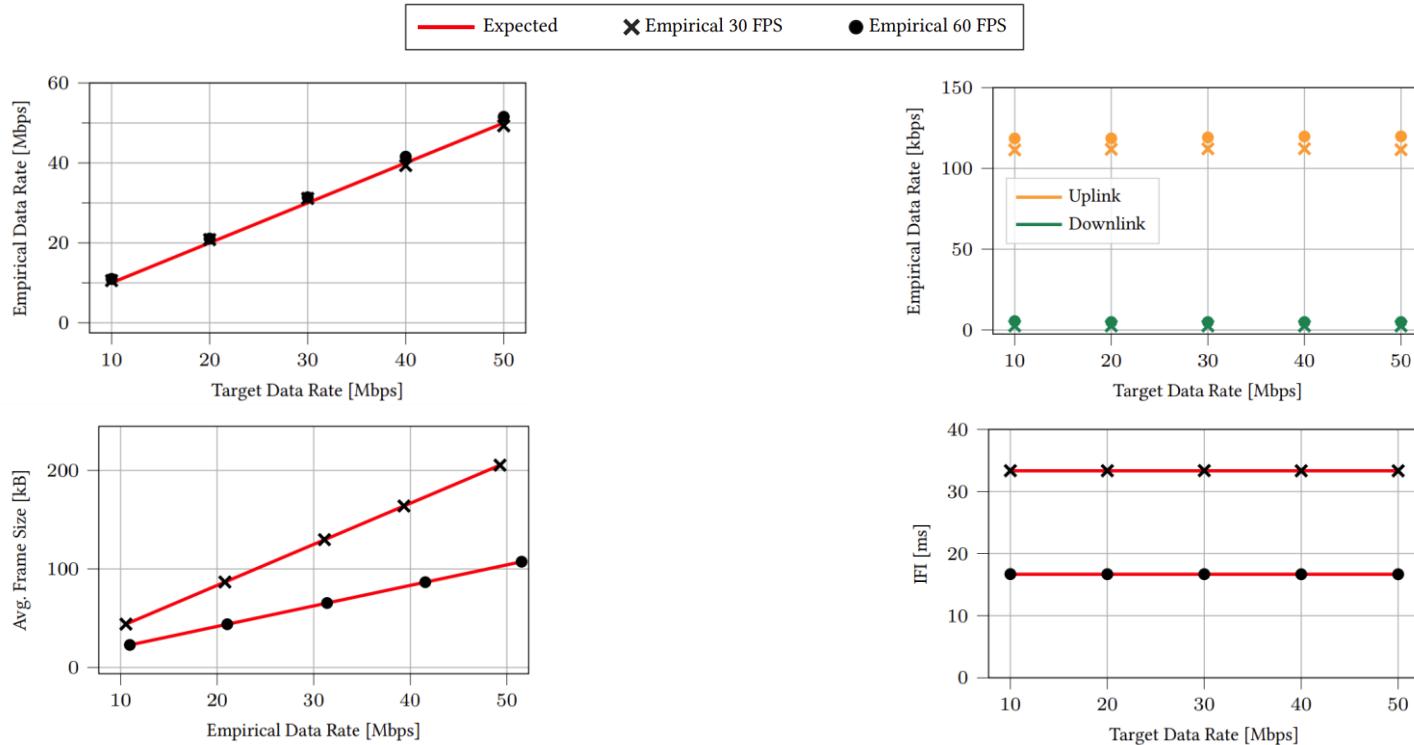 Expected Empirical 30 FPS Empirical 60 FPS
60
40
20
0
Empirical Data Rate [Mbps]
10 20 30 40 50
Target Data Rate [Mbps]
150
100
50
0
Empirical Data Rate [kbps]
Uplink
Downlink
10 20 30 40 50
Target Data Rate [Mbps]
200
100
0
Avg. Frame Size [kB]
10 20 30 40 50
Empirical Data Rate [Mbps]
40
30
20
10
0
IFI [ms]
10 20 30 40 50
Target Data Rate [Mbps]